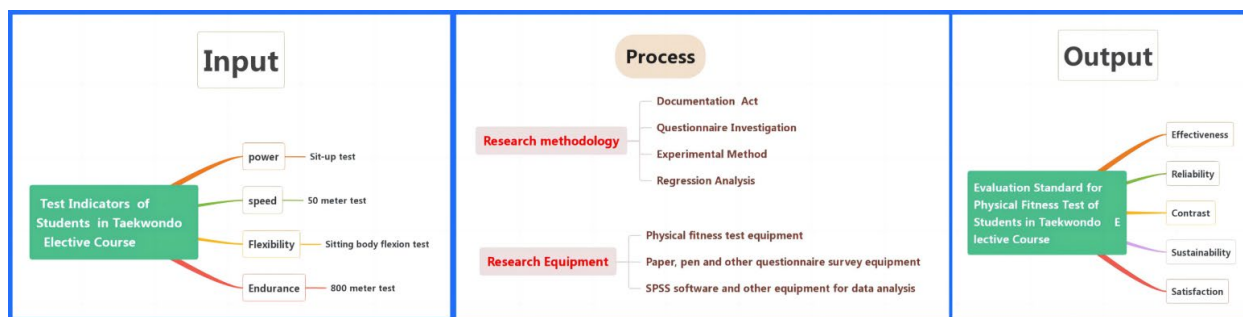 Input
Test Indicators of
Students in Taekwondo
Elective Course
power
Sit-up test
speed
50 meter test
Flexibility
Sitting body flexion test
Endurance
800 meter test
Process
Research methodology
Documentation Act
Questionnaire Investigation
Experimental Method
Regression Analysis
Research Equipment
Physical fitness test equipment
Paper, pen and other questionnaire survey equipment
SPSS software and other equipment for data analysis
Output
Evaluation Standard for
Physical Fitness Test of
Students in Taekwondo E
lective Course
Effectiveness
Reliability
Contrast
Sustainability
Satisfaction